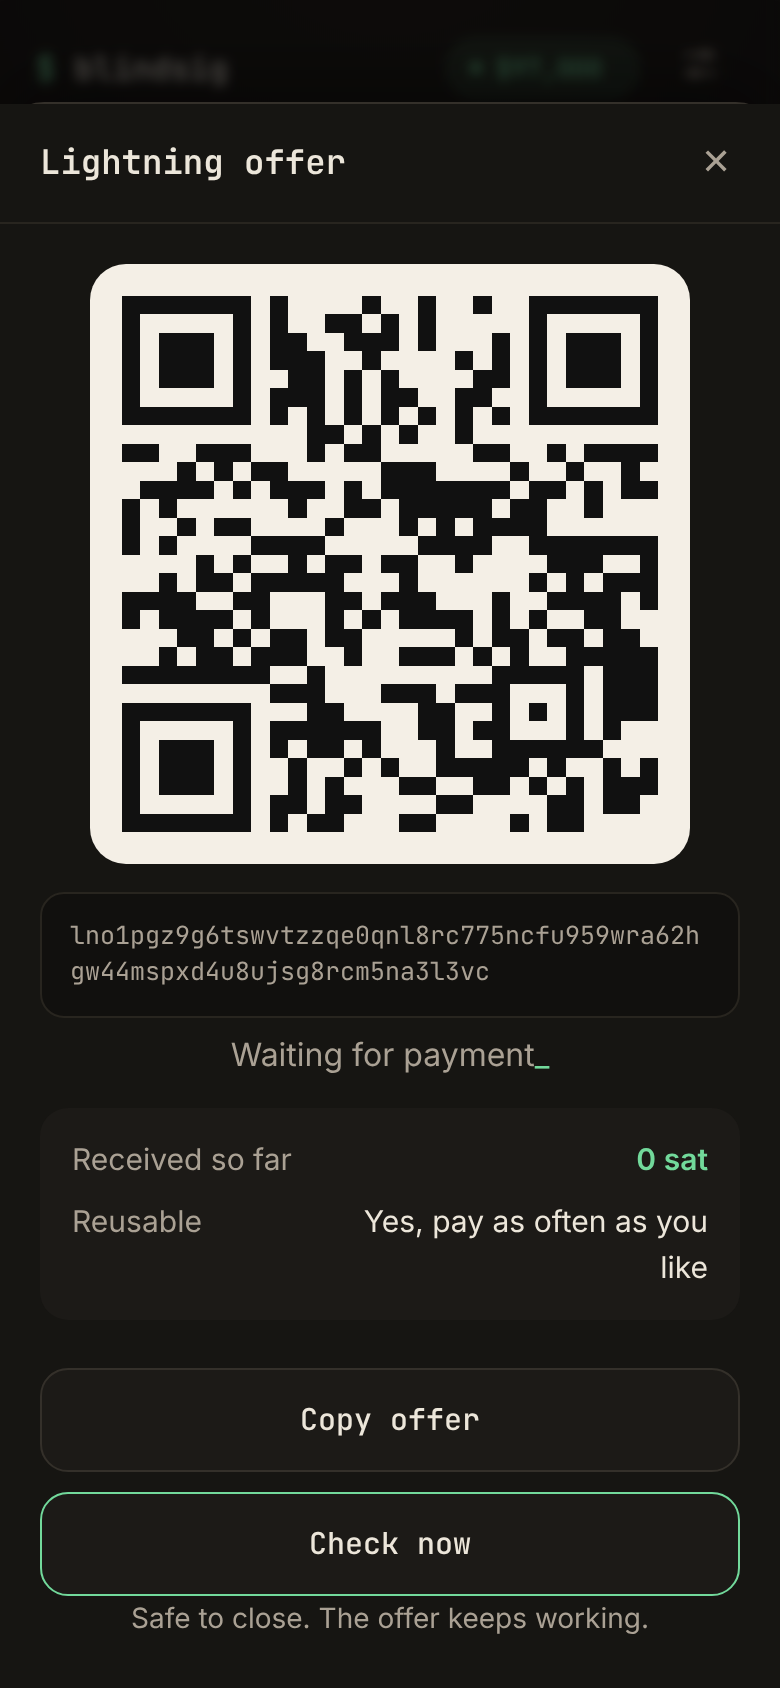 blindsig
Lightning offer
lno1pgz9g6tswvtzzqe0qnl8rc775ncfu959wra62h
gw44mspxd4u8ujsg8rcm5na3l3vc
Waiting for payment_
Received so far 0 sat
Reusable Yes, pay as often as you
like
Copy offer
Check now
Safe to close. The offer keeps working.